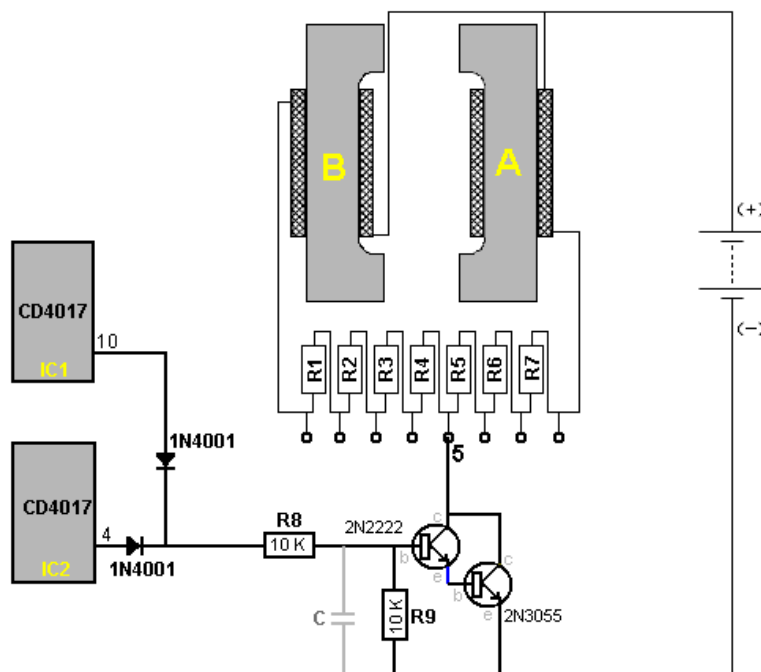 B
A
(+)
(−)
CD4017
10
IC1
R1 R2 R3 R4 R5 R6 R7
5
1N4001
CD4017
4
IC2
1N4001
R8
10 K
2N2222
c
b
e
c
b
e
2N3055
C
10 K
R9